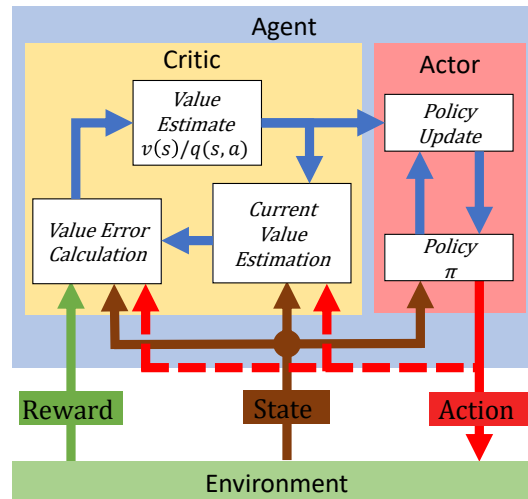 Agent
Critic
Actor
Value
Estimate
v(s)/q(s, a)
Policy
Update
Value Error
Calculation
Current
Value
Estimation
Policy
π
Reward
State
Action
Environment